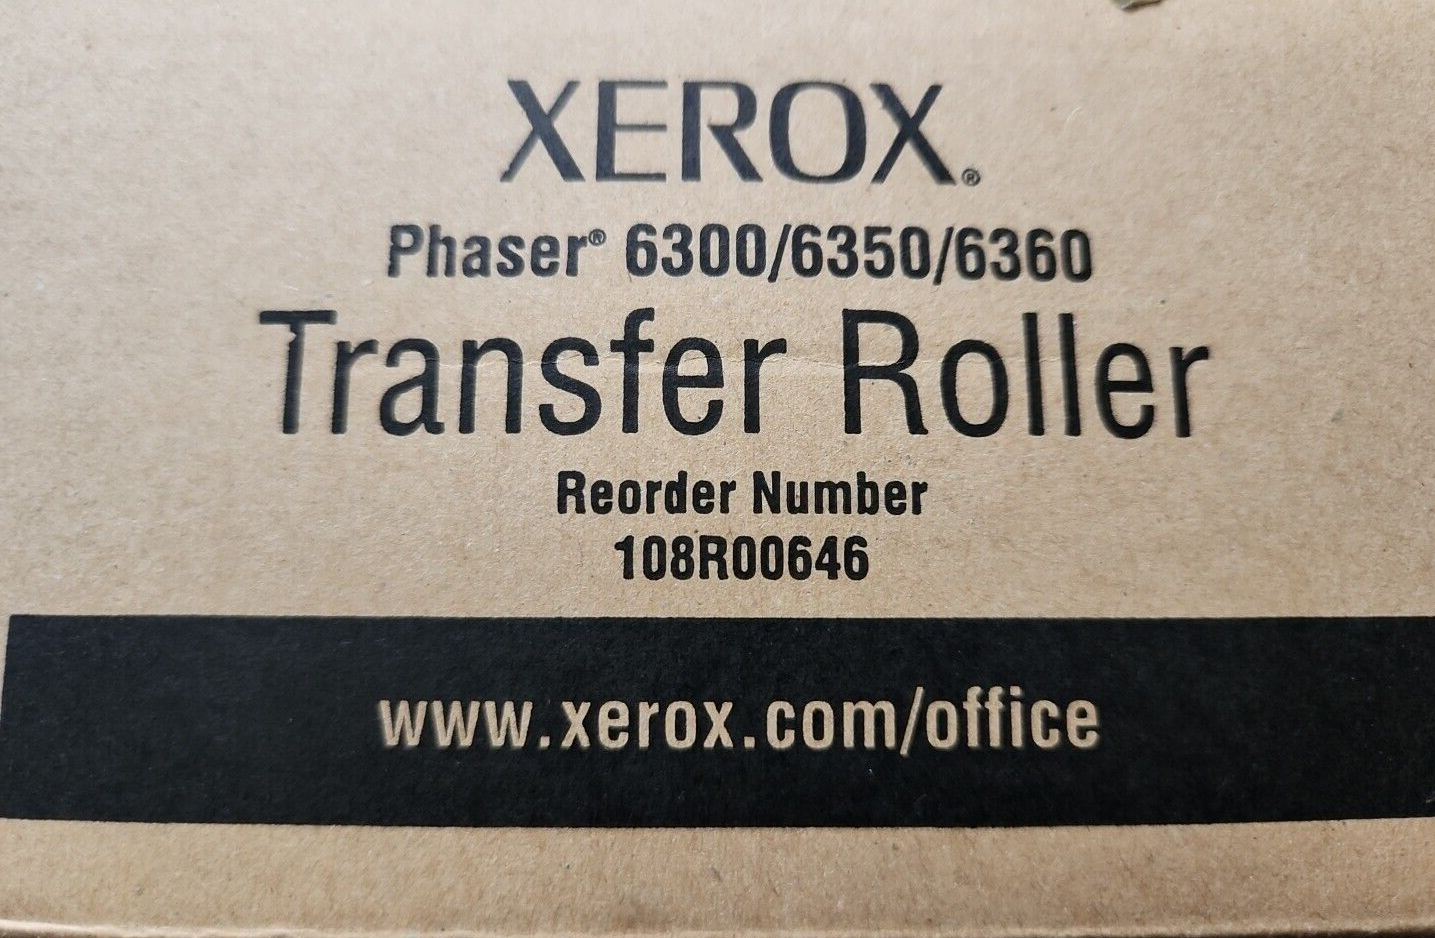 XEROX®
Phaser® 6300/6350/6360
Transfer Roller
Reorder Number
108R00646
www.xerox.com/office